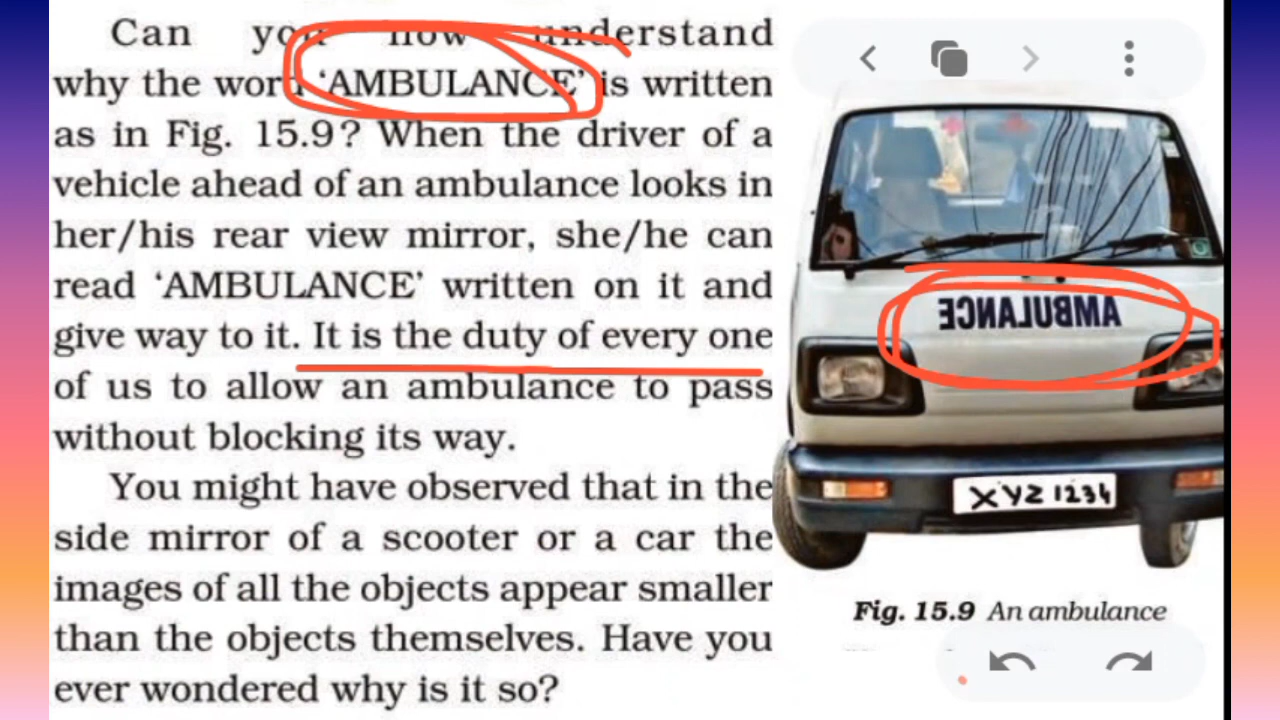 Can you now understand
why the word ‘AMBULANCE’ is written
as in Fig. 15.9? When the driver of a
vehicle ahead of an ambulance looks in
her/his rear view mirror, she/he can
read ‘AMBULANCE’ written on it and
give way to it. It is the duty of every one
of us to allow an ambulance to pass
without blocking its way.
You might have observed that in the
side mirror of a scooter or a car the
images of all the objects appear smaller
than the objects themselves. Have you
ever wondered why is it so?
AMBULANCE
XYZ 1234
Fig. 15.9 An ambulance